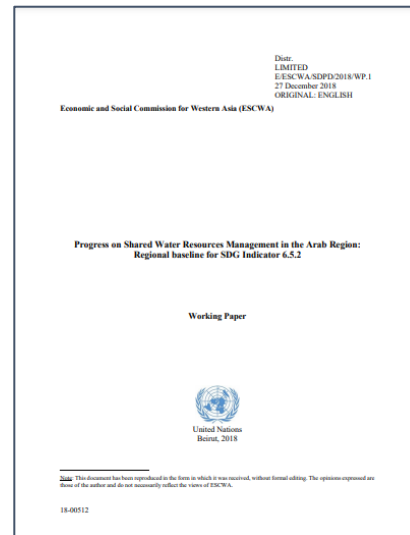 Distr.
LIMITED
E/ESCWA/SDPD/2018/WP.1
27 December 2018
ORIGINAL: ENGLISH
Economic and Social Commission for Western Asia (ESCWA)
Progress on Shared Water Resources Management in the Arab Region:
Regional baseline for SDG Indicator 6.5.2
Working Paper
United Nations
Beirut, 2018
Note: This document has been reproduced in the form in which it was received, without formal editing. The opinions expressed are
those of the author and do not necessarily reflect the views of ESCWA.
18-00512